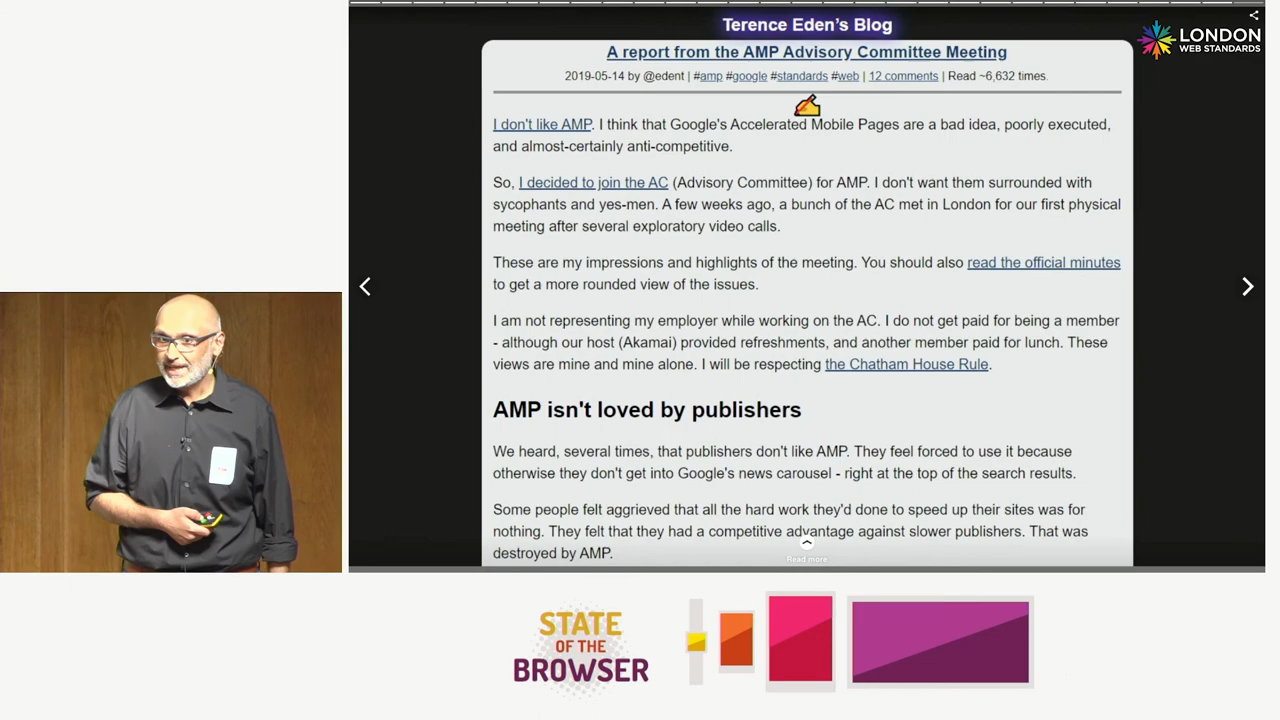 Terence Eden's Blog
LONDON
WEB STANDARDS
A report from the AMP Advisory Committee Meeting
2019-05-14 by @edent | #amp #google #standards #web | 12 comments | Read ~6,632 times.
I don't like AMP. I think that Google's Accelerated Mobile Pages are a bad idea, poorly executed,
and almost-certainly anti-competitive.
So, I decided to join the AC (Advisory Committee) for AMP. I don't want them surrounded with
sycophants and yes-men. A few weeks ago, a bunch of the AC met in London for our first physical
meeting after several exploratory video calls.
These are my impressions and highlights of the meeting. You should also read the official minutes
to get a more rounded view of the issues.
I am not representing my employer while working on the AC. I do not get paid for being a member
- although our host (Akamai) provided refreshments, and another member paid for lunch. These
views are mine and mine alone. I will be respecting the Chatham House Rule.
AMP isn't loved by publishers
We heard, several times, that publishers don't like AMP. They feel forced to use it because
otherwise they don't get into Google's news carousel - right at the top of the search results.
Some people felt aggrieved that all the hard work they'd done to speed up their sites was for
nothing. They felt that they had a competitive advantage against slower publishers. That was
destroyed by AMP.
Read more
STATE
OF THE
BROWSER